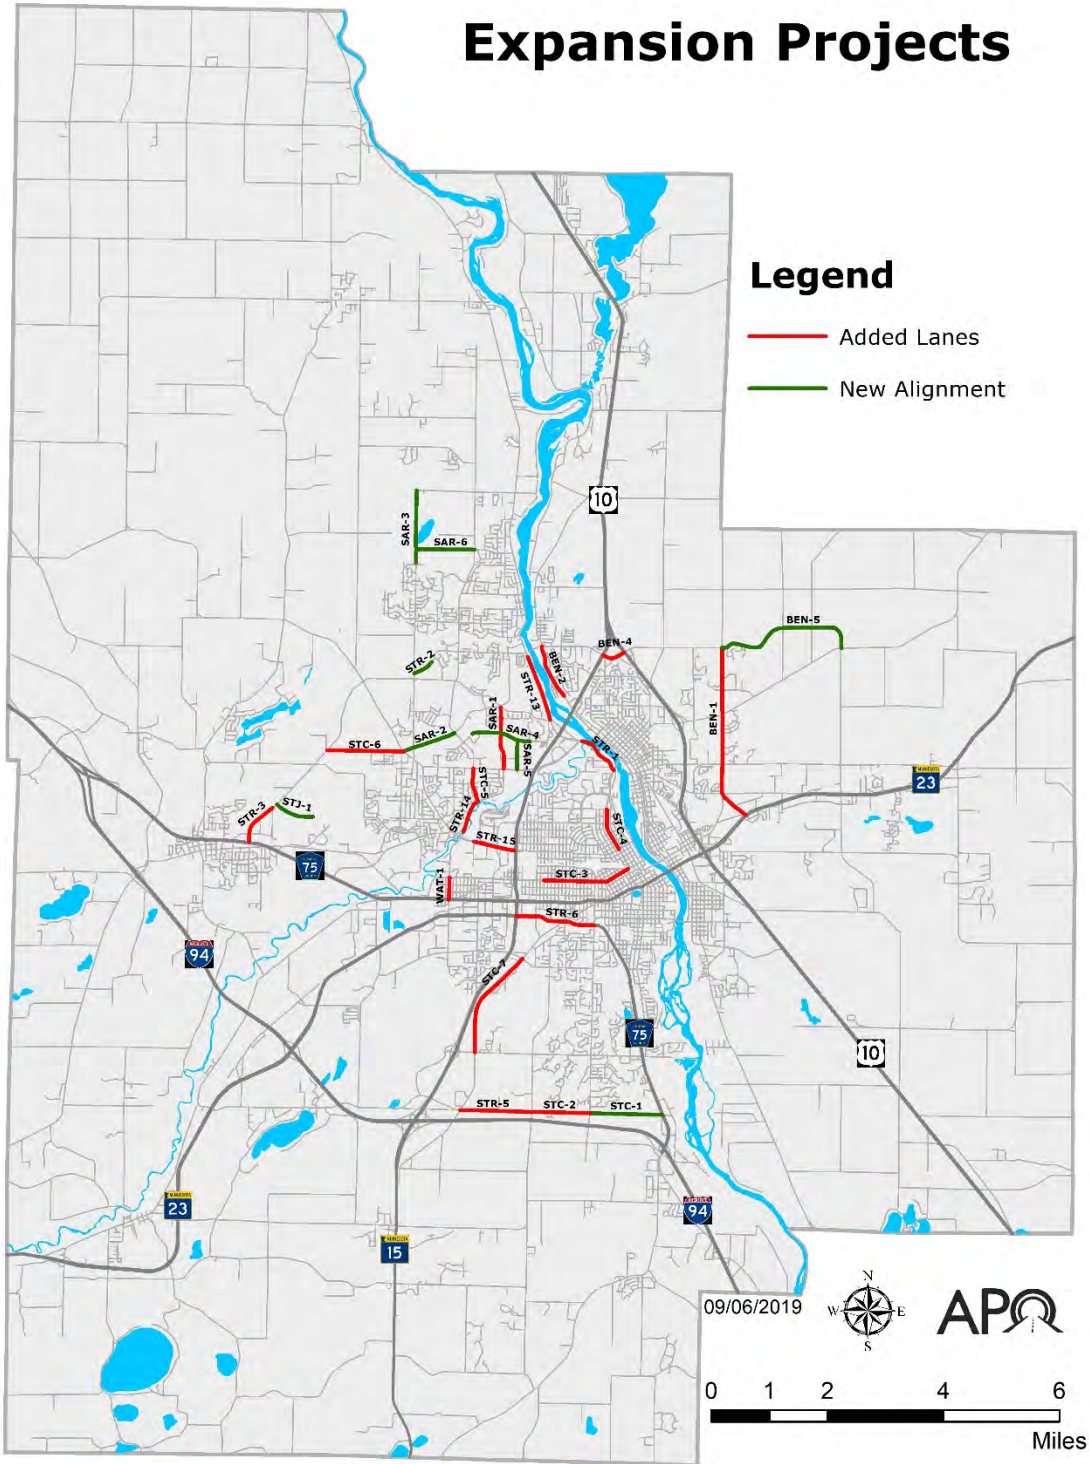 Expansion Projects
Legend
Added Lanes
New Alignment
10
SAR-3
SAR-6
BEN-5
BEN-4
STR-2
BEN-2
STR-13
SAR-1
BEN-1
SAR-2
SAR-4
STC-6
STR-1
SAR-5
STC-5
23
STR-3
STJ-1
STR-14
STC-4
STR-15
75
STC-3
WAT-1
STR-6
94
STC-7
75
10
STR-5
STC-2
STC-1
23
94
15
09/06/2019
N
W
E
S
APO
0 1 2 4 6
Miles